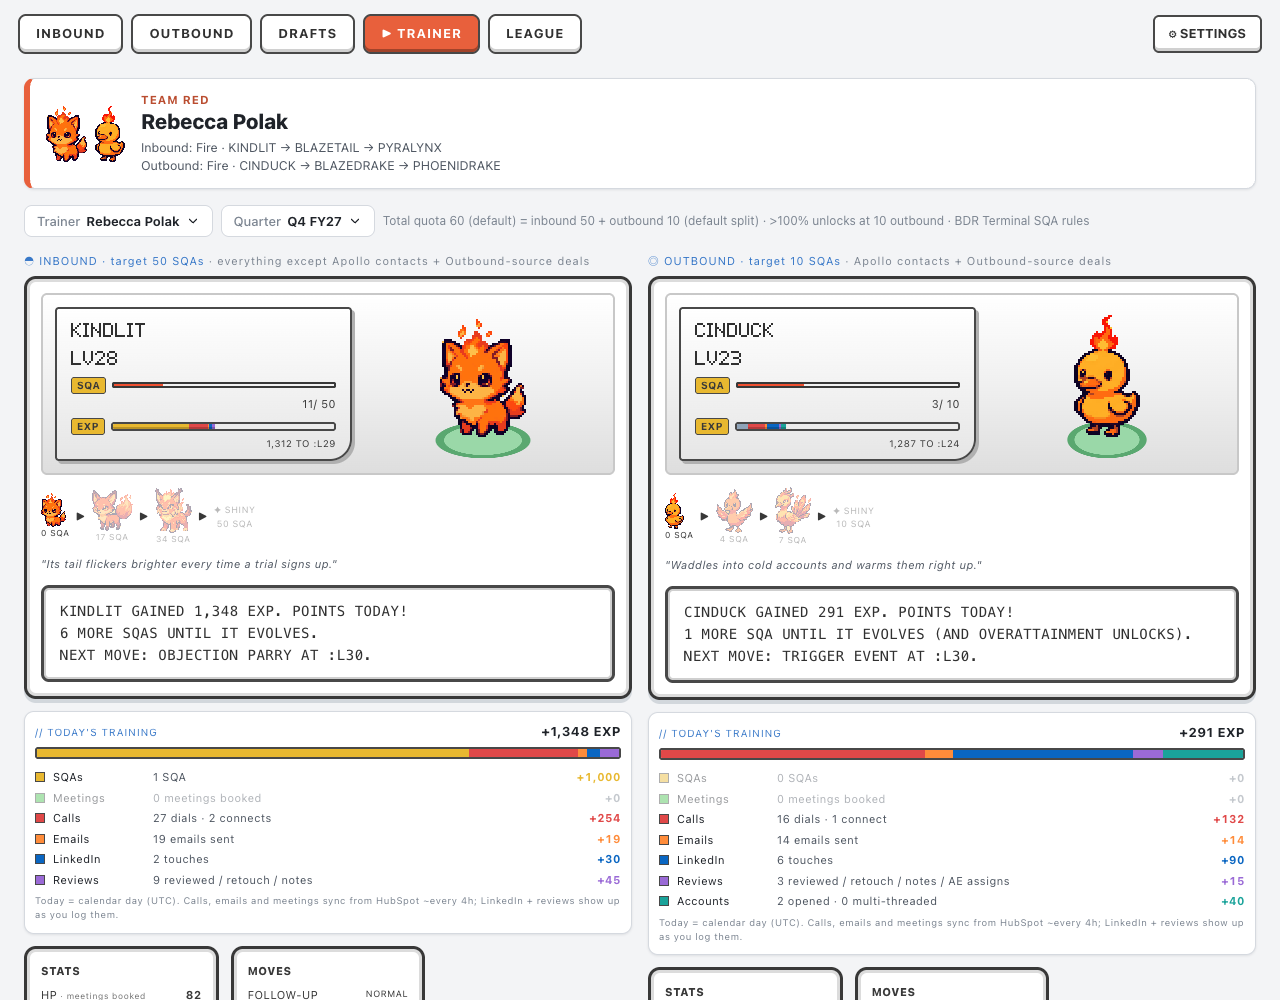 INBOUND
OUTBOUND
DRAFTS
▶ TRAINER
LEAGUE
⚙ SETTINGS
TEAM RED
Rebecca Polak
Inbound: Fire · KINDLIT → BLAZETAIL → PYRALYNX
Outbound: Fire · CINDUCK → BLAZEDRAKE → PHOENIDRAKE
Trainer Rebecca Polak
Quarter Q4 FY27
Total quota 60 (default) = inbound 50 + outbound 10 (default split) · >100% unlocks at 10 outbound · BDR Terminal SQA rules
◓ INBOUND · target 50 SQAs · everything except Apollo contacts + Outbound-source deals
KINDLIT
LV28
SQA
11/ 50
EXP
1,312 TO :L29
0 SQA
▶
17 SQA
▶
34 SQA
▶
✦ SHINY
50 SQA
"Its tail flickers brighter every time a trial signs up."
KINDLIT GAINED 1,348 EXP. POINTS TODAY!
6 MORE SQAS UNTIL IT EVOLVES.
NEXT MOVE: OBJECTION PARRY AT :L30.
// TODAY'S TRAINING
+1,348 EXP
SQAs 1 SQA +1,000
Meetings 0 meetings booked +0
Calls 27 dials · 2 connects +254
Emails 19 emails sent +19
LinkedIn 2 touches +30
Reviews 9 reviewed / retouch / notes +45
Today = calendar day (UTC). Calls, emails and meetings sync from HubSpot ~every 4h; LinkedIn + reviews show up
as you log them.
STATS
HP · meetings booked 82
MOVES
FOLLOW-UP NORMAL
◎ OUTBOUND · target 10 SQAs · Apollo contacts + Outbound-source deals
CINDUCK
LV23
SQA
3/ 10
EXP
1,287 TO :L24
0 SQA
▶
4 SQA
▶
7 SQA
▶
✦ SHINY
10 SQA
"Waddles into cold accounts and warms them right up."
CINDUCK GAINED 291 EXP. POINTS TODAY!
1 MORE SQA UNTIL IT EVOLVES (AND OVERATTAINMENT UNLOCKS).
NEXT MOVE: TRIGGER EVENT AT :L30.
// TODAY'S TRAINING
+291 EXP
SQAs 0 SQAs +0
Meetings 0 meetings booked +0
Calls 16 dials · 1 connect +132
Emails 14 emails sent +14
LinkedIn 6 touches +90
Reviews 3 reviewed / retouch / notes / AE assigns +15
Accounts 2 opened · 0 multi-threaded +40
Today = calendar day (UTC). Calls, emails and meetings sync from HubSpot ~every 4h; LinkedIn + reviews show up
as you log them.
STATS
MOVES